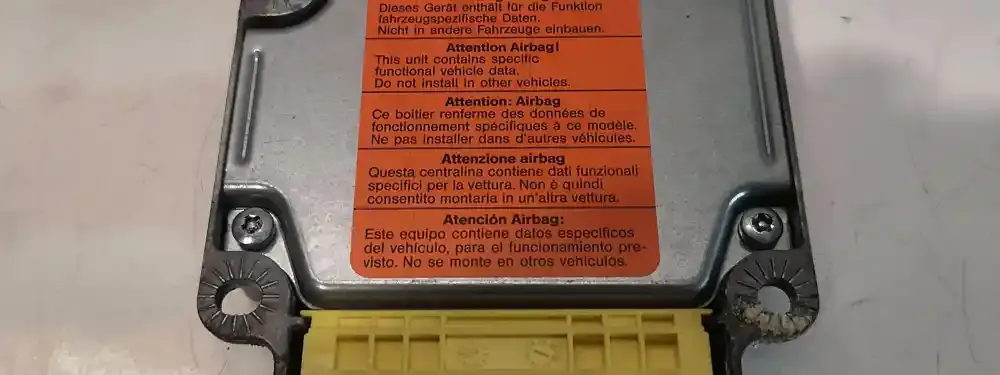 Dieses Gerät enthält für die Funktion
fahrzeugspezifische Daten.
Nicht in andere Fahrzeuge einbauen.
Attention Airbag!
This unit contains specific
functional vehicle data.
Do not install in other vehicles.
Attention: Airbag
Ce boîtier renferme des données de
fonctionnement spécifiques à ce modèle.
Ne pas installer dans d'autres véhicules.
Attenzione airbag
Questa centralina contiene dati funzionali
specifici per la vettura. Non è quindi
consentito montarla in un'altra vettura.
Atención Airbag:
Este equipo contiene datos específicos
del vehículo, para el funcionamiento pre-
visto. No se monte en otros vehículos.